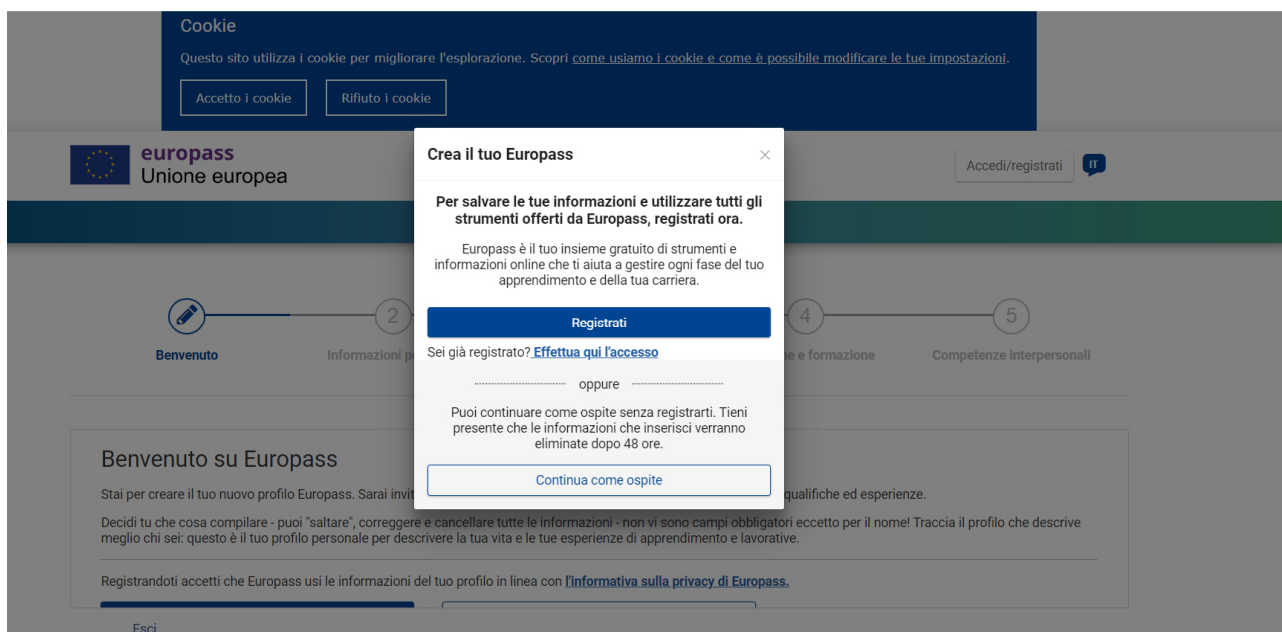 Cookie
Questo sito utilizza i cookie per migliorare l'esplorazione. Scopri come usiamo i cookie e come è possibile modificare le tue impostazioni.
Accetto i cookie
Rifiuto i cookie
europass
Unione europea
Accedi/registrati
IT
Crea il tuo Europass
×
Per salvare le tue informazioni e utilizzare tutti gli
strumenti offerti da Europass, registrati ora.
Europass è il tuo insieme gratuito di strumenti e
informazioni online che ti aiuta a gestire ogni fase del tuo
apprendimento e della tua carriera.
Registrati
Sei già registrato? Effettua qui l'accesso
oppure
Puoi continuare come ospite senza registrarti. Tieni
presente che le informazioni che inserisci verranno
eliminate dopo 48 ore.
Continua come ospite
2
4
5
Benvenuto
Informazioni
e formazione
Competenze interpersonali
Benvenuto su Europass
Stai per creare il tuo nuovo profilo Europass. Sarai qualifiche ed esperienze.
Decidi tu che cosa compilare - puoi "saltare", correggere e cancellare tutte le informazioni - non vi sono campi obbligatori eccetto per il nome! Traccia il profilo che descrive
meglio chi sei: questo è il tuo profilo personale per descrivere la tua vita e le tue esperienze di apprendimento e lavorative.
Registrandoti accetti che Europass usi le informazioni del tuo profilo in linea con l'informativa sulla privacy di Europass.
Esci